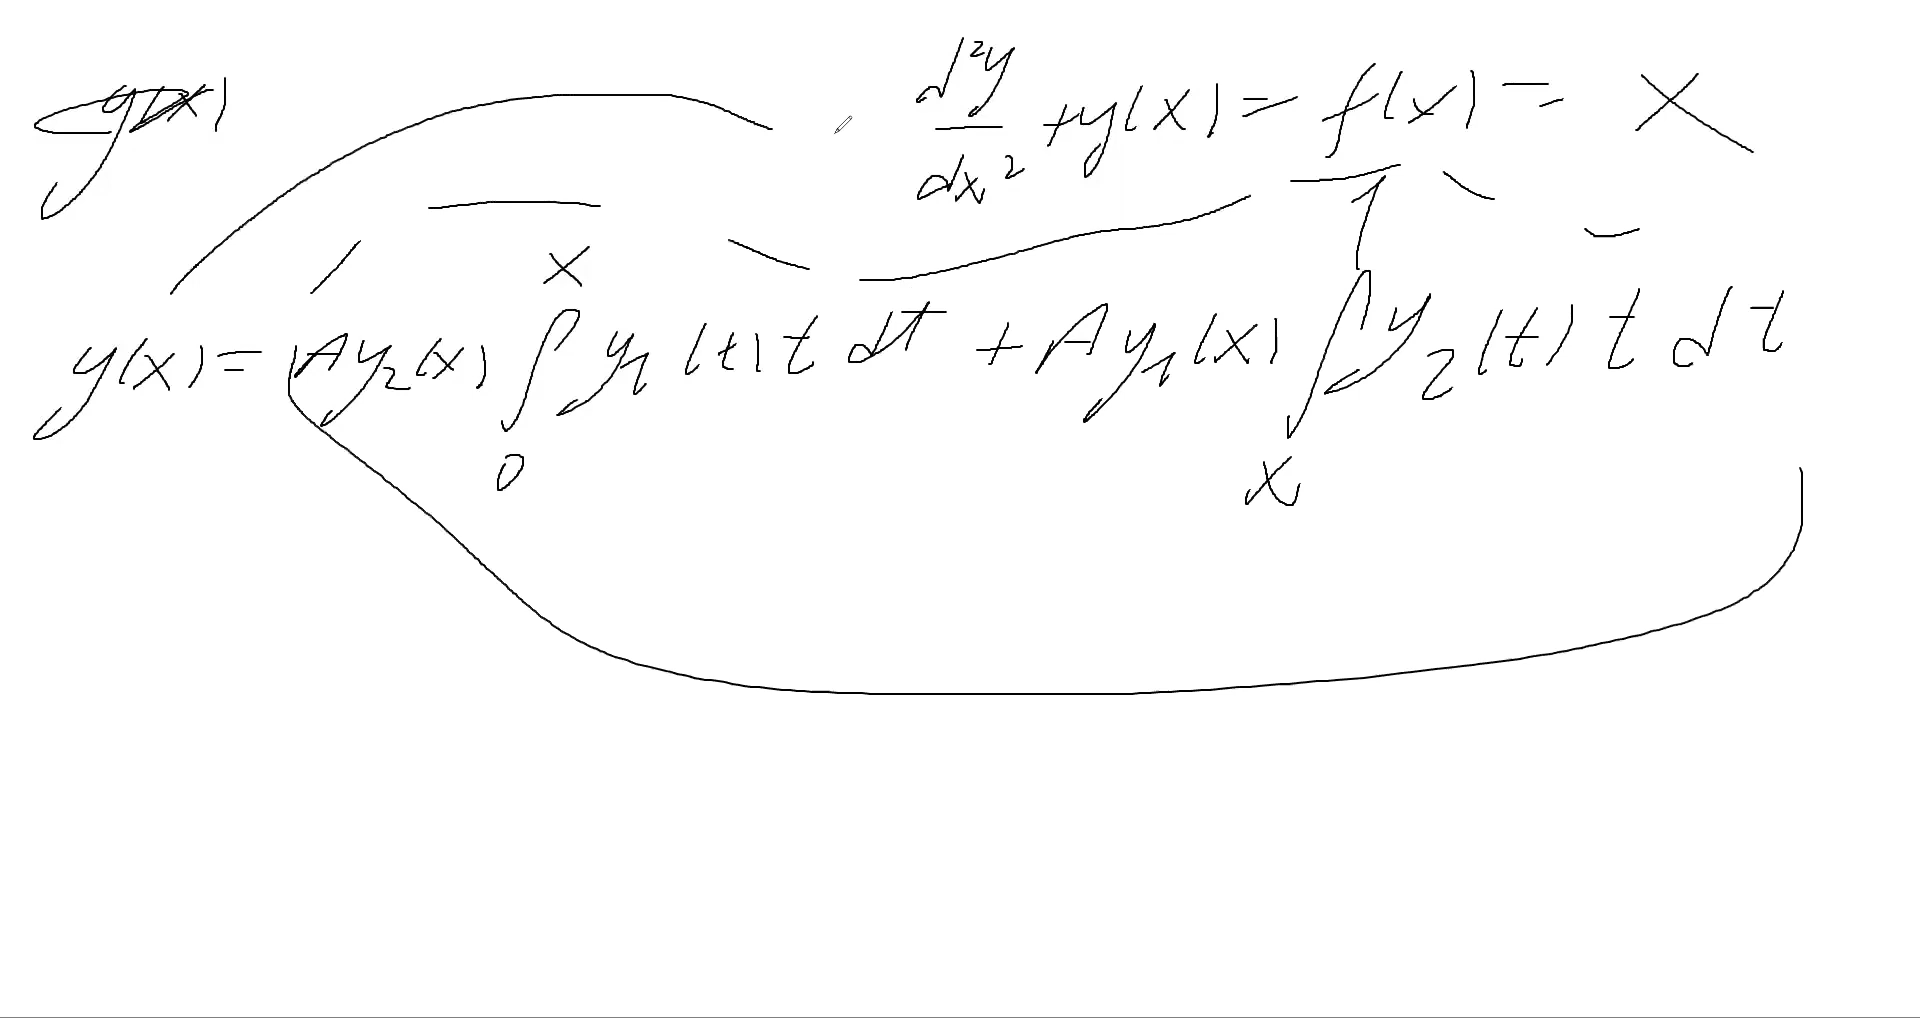 y(x)
d²y/dx² + y(x) = f(x) = x
y(x) = (Ay₂(x) ∫₀ˣ y₁(t) t dt + Ay₁(x) ∫ₓ¹ y₂(t) t dt